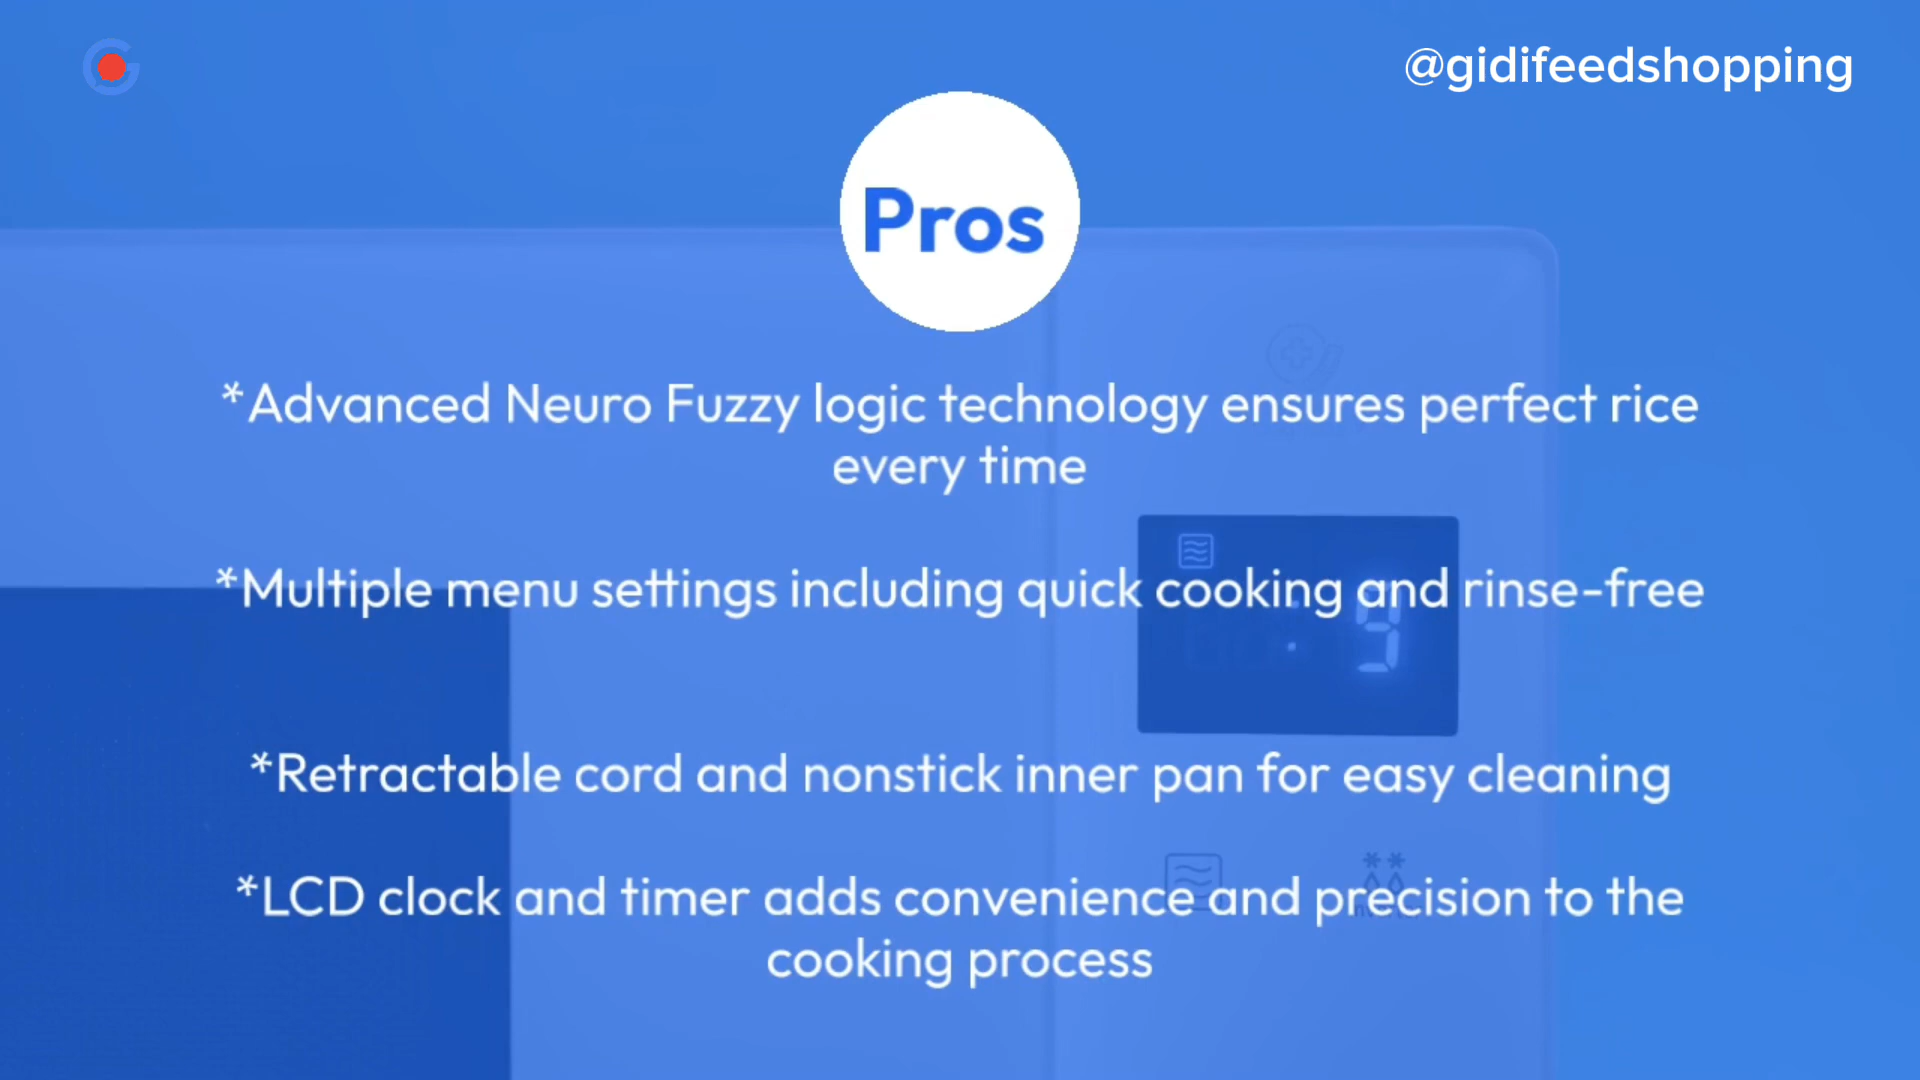 @gidifeedshopping
Pros
*Advanced Neuro Fuzzy logic technology ensures perfect rice
every time
*Multiple menu settings including quick cooking and rinse-free
*Retractable cord and nonstick inner pan for easy cleaning
*LCD clock and timer adds convenience and precision to the
cooking process